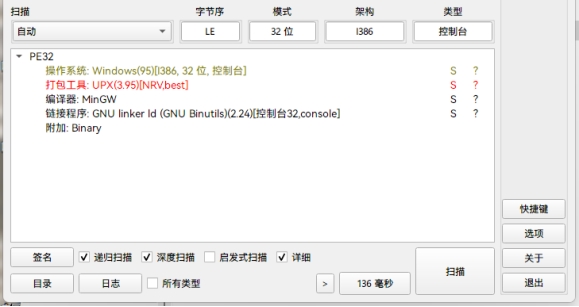 扫描 字节序 模式 架构 类型
自动 LE 32 位 I386 控制台
PE32
操作系统: Windows(95)[I386, 32 位, 控制台] S ?
打包工具: UPX(3.95)[NRV,best] S ?
编译器: MinGW S ?
链接程序: GNU linker ld (GNU Binutils)(2.24)[控制台32,console] S ?
附加: Binary
快捷键
选项
签名 递归扫描 深度扫描 启发式扫描 详细 扫描 关于
目录 日志 所有类型 > 136 毫秒 退出